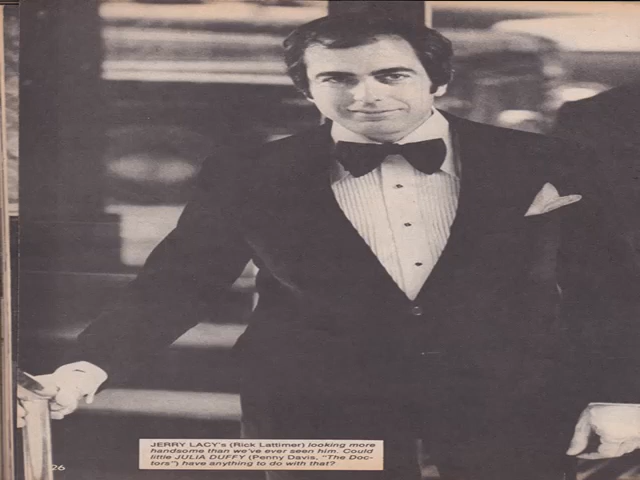 JERRY LACY's (Rick Lattimer) looking more
handsome than we've ever seen him. Could
little JULIA DUFFY (Penny Davis, "The Doc-
tors") have anything to do with that?
26